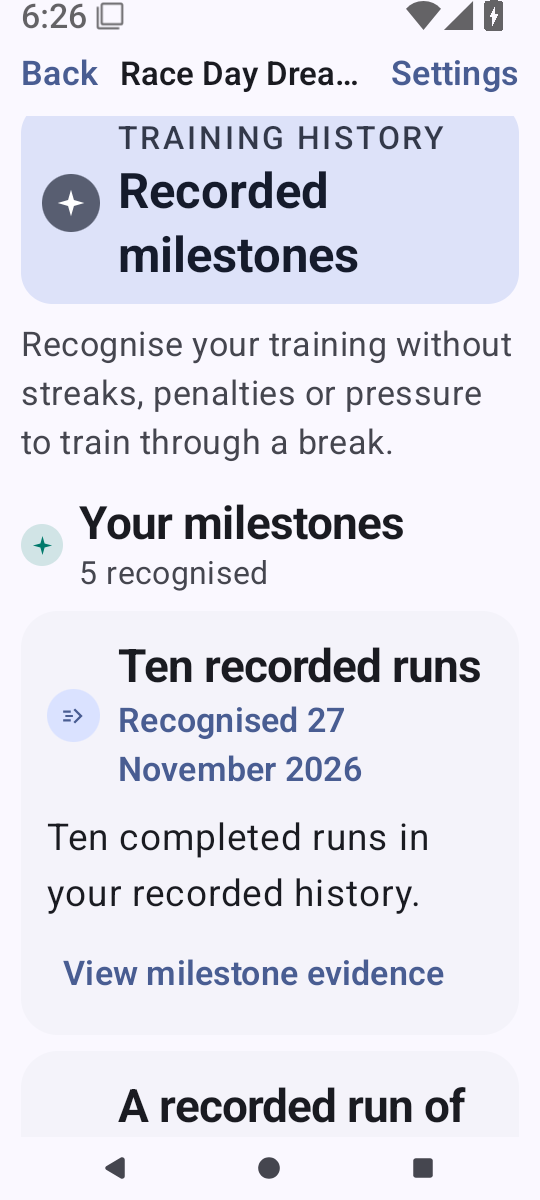 6:26
Back Race Day Drea... Settings
TRAINING HISTORY
Recorded
milestones
Recognise your training without
streaks, penalties or pressure
to train through a break.
Your milestones
5 recognised
Ten recorded runs
Recognised 27
November 2026
Ten completed runs in
your recorded history.
View milestone evidence
A recorded run of